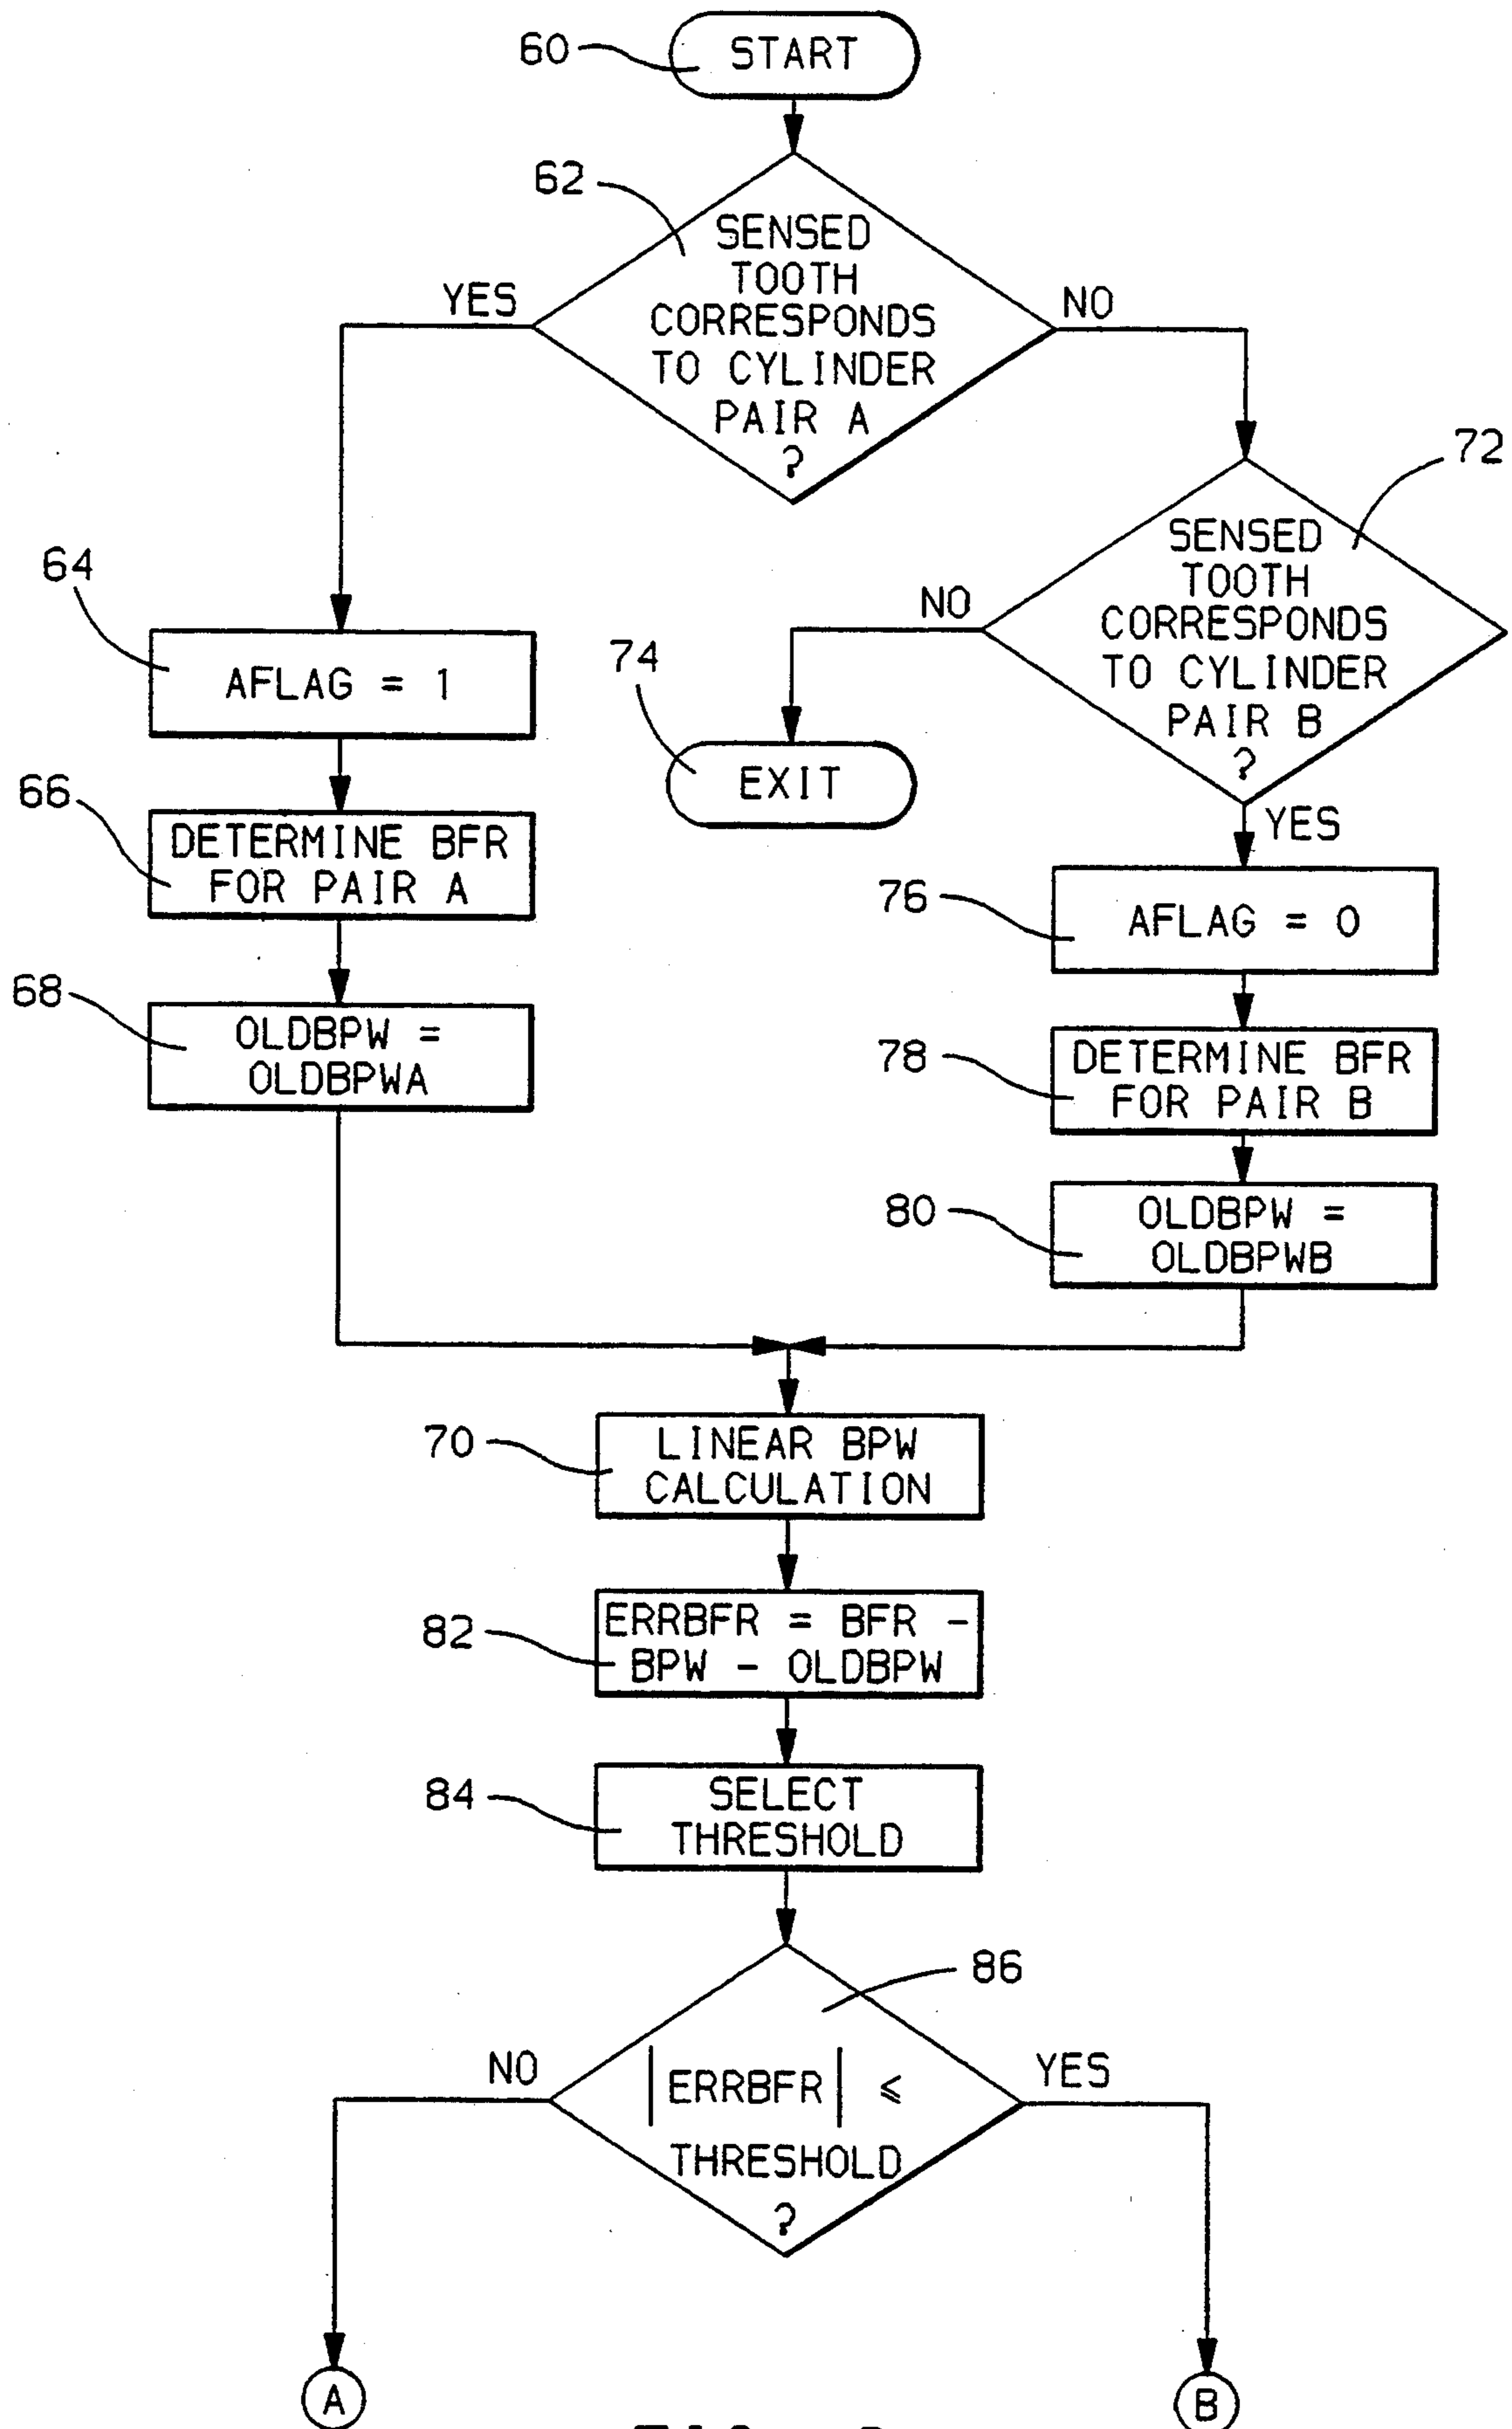 60
START
62
SENSED
TOOTH
CORRESPONDS
TO CYLINDER
PAIR A
?
YES
NO
72
SENSED
TOOTH
CORRESPONDS
TO CYLINDER
PAIR B
?
NO
YES
64
AFLAG = 1
74
EXIT
66
DETERMINE BFR
FOR PAIR A
76
AFLAG = 0
68
OLDBPW =
OLDBPWA
78
DETERMINE BFR
FOR PAIR B
80
OLDBPW =
OLDBPWB
70
LINEAR BPW
CALCULATION
82
ERRBFR = BFR -
BPW - OLDBPW
84
SELECT
THRESHOLD
86
|ERRBFR| ≤
THRESHOLD
?
NO
YES
A
B